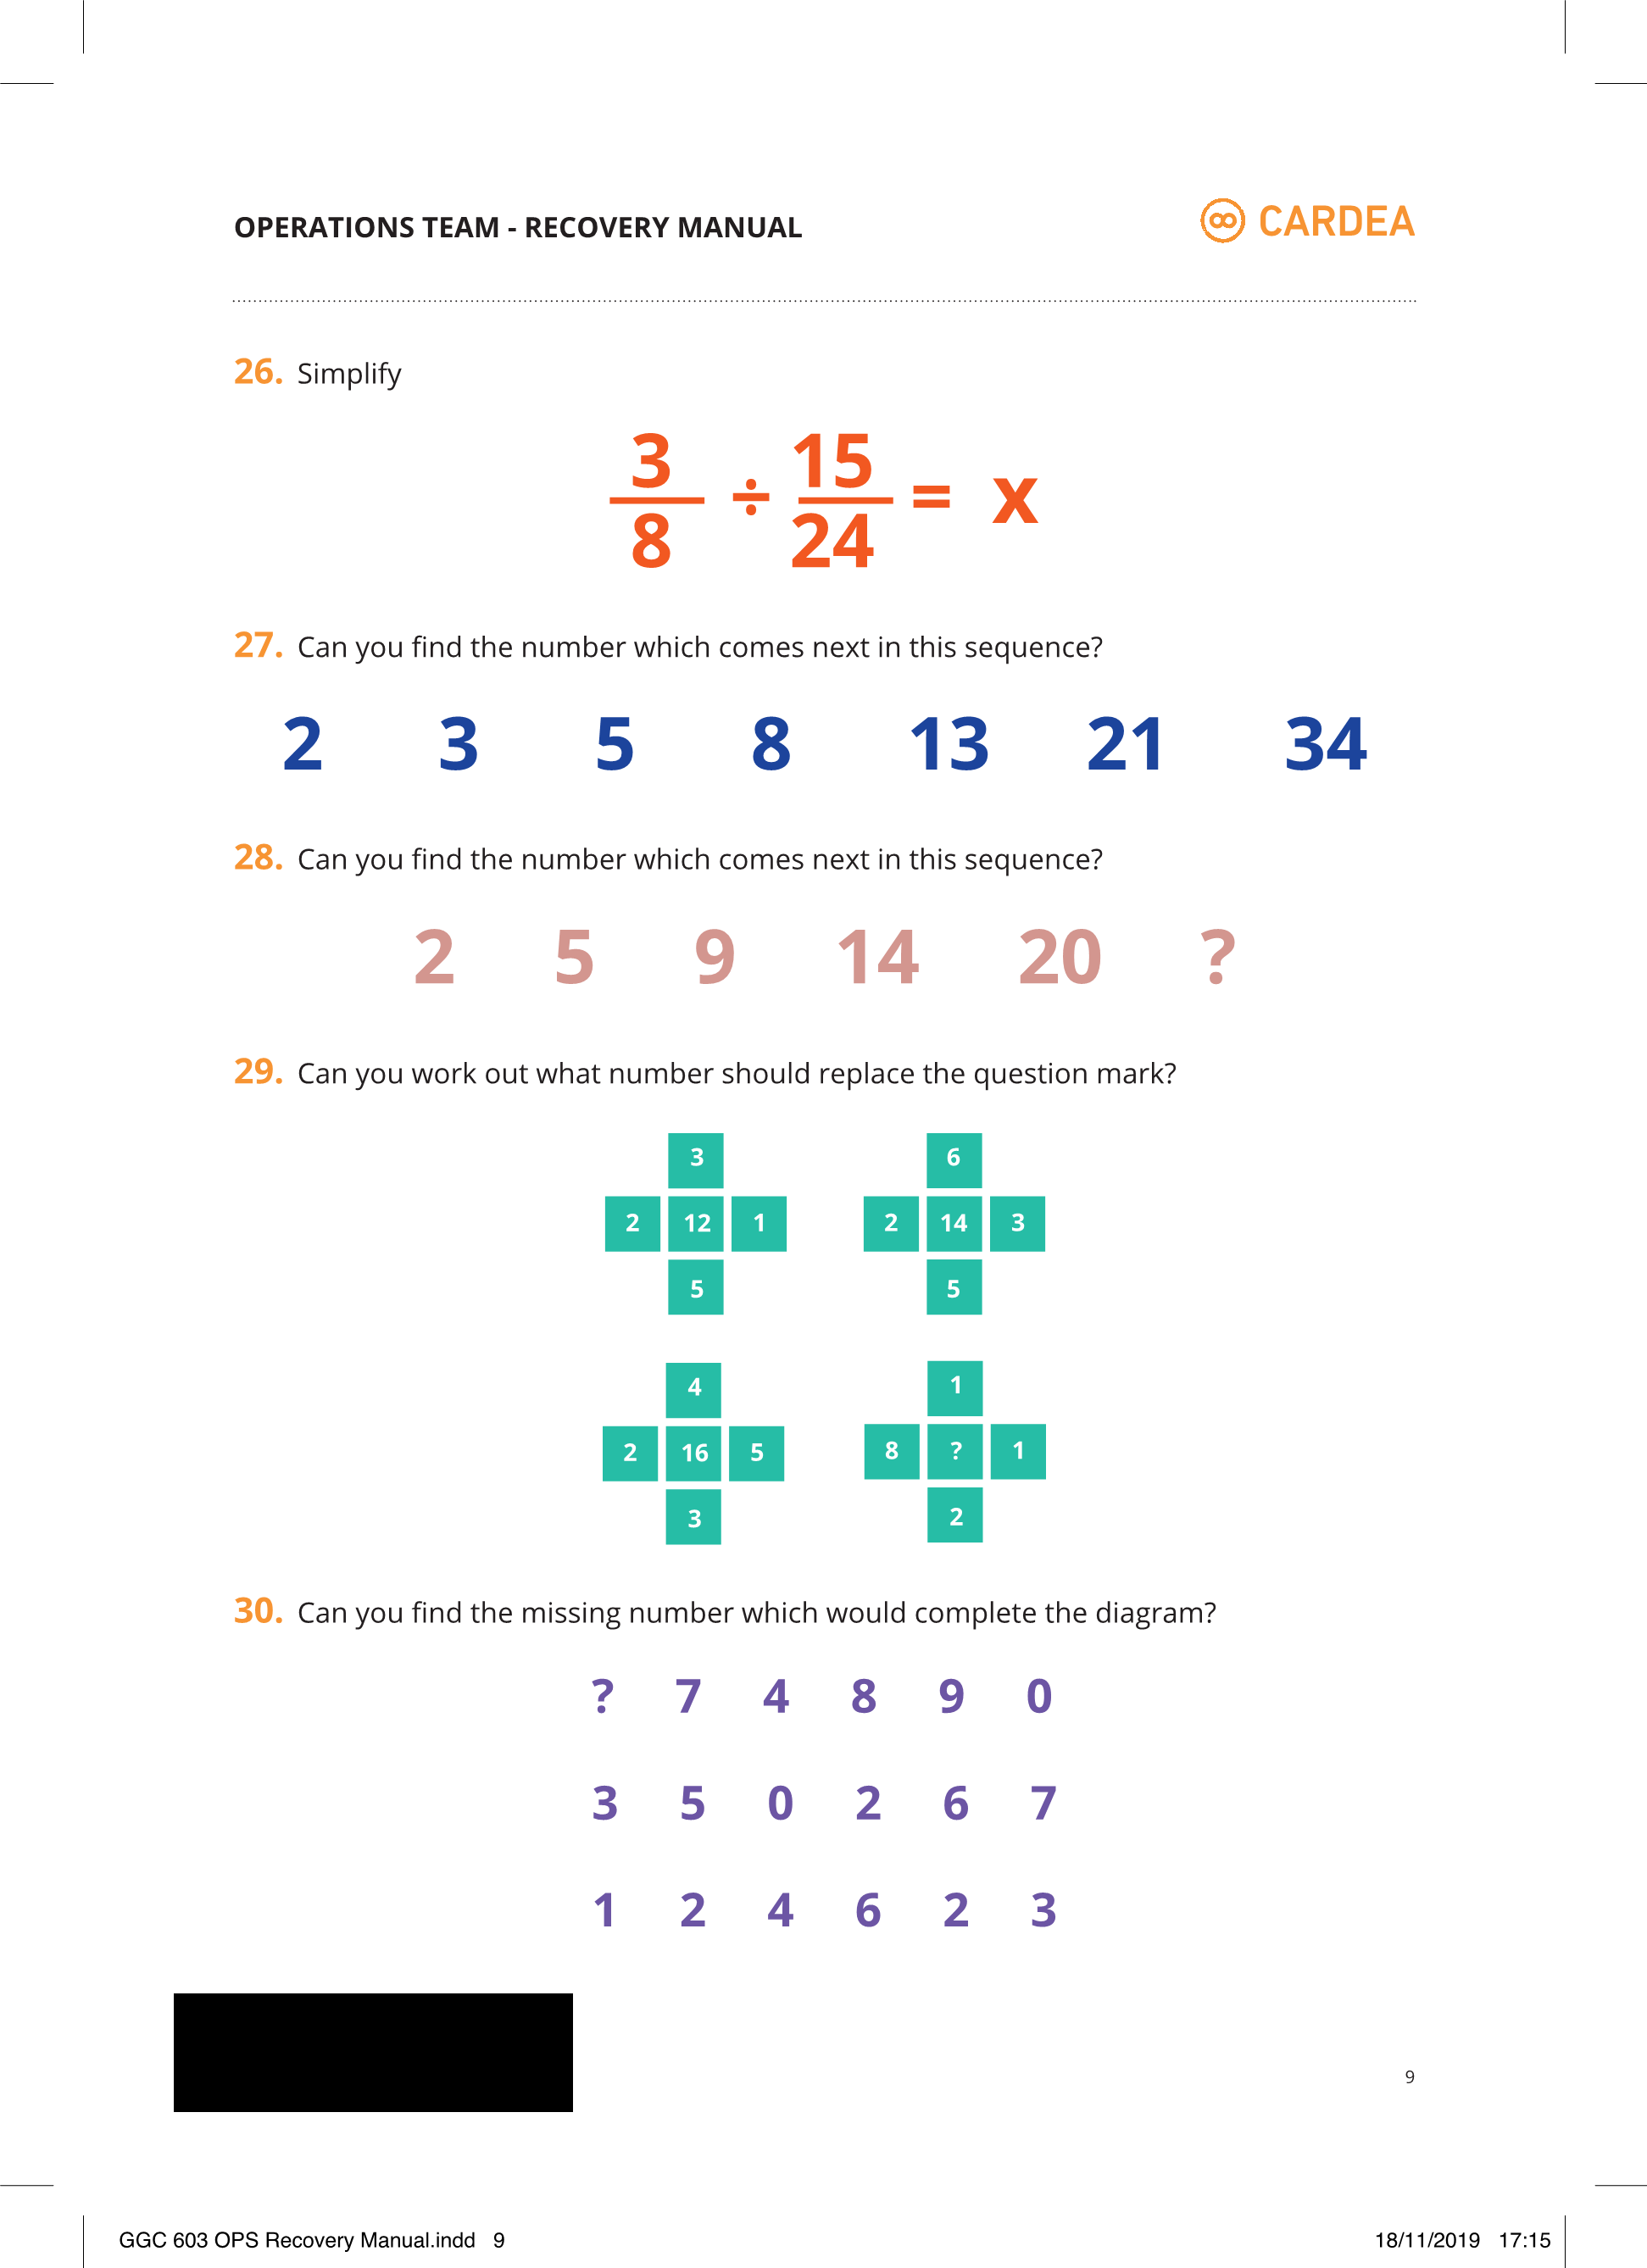 OPERATIONS TEAM - RECOVERY MANUAL
CARDEA
26. Simplify
3 15
÷ = x
8 24
27. Can you find the number which comes next in this sequence?
2 3 5 8 13 21 34
28. Can you find the number which comes next in this sequence?
2 5 9 14 20 ?
29. Can you work out what number should replace the question mark?
3 6
2 12 1 2 14 3
5 5
4 1
2 16 5 8 ? 1
3 2
30. Can you find the missing number which would complete the diagram?
? 7 4 8 9 0
3 5 0 2 6 7
1 2 4 6 2 3
9
GGC 603 OPS Recovery Manual.indd 9 18/11/2019 17:15